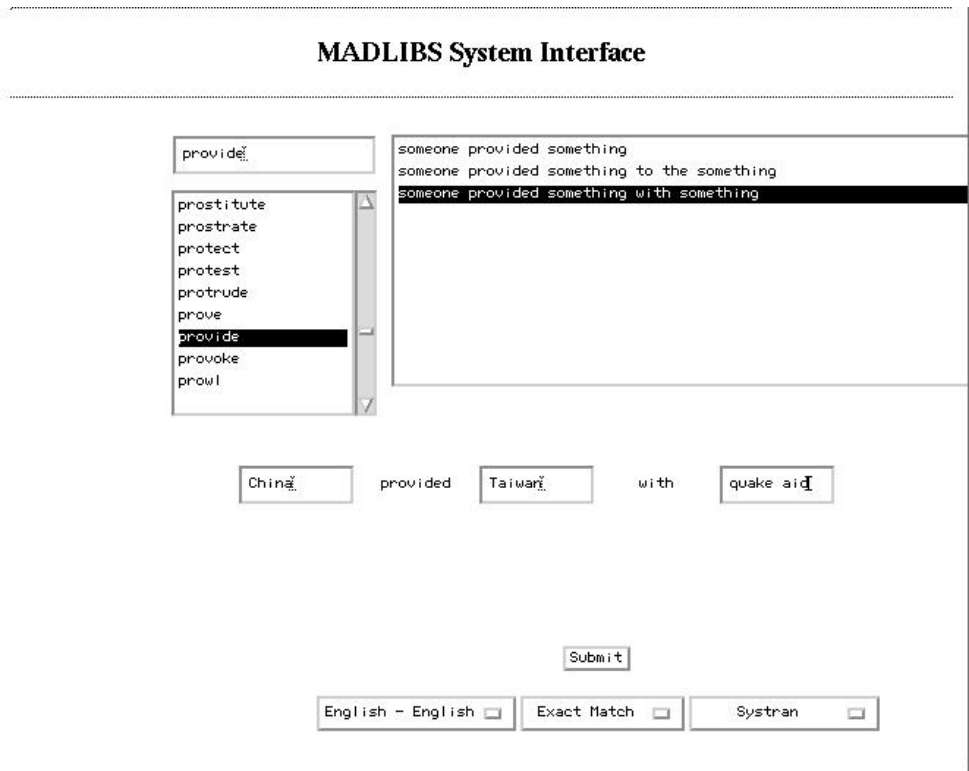 MADLIBS System Interface
provide
someone provided something
someone provided something to the something
someone provided something with something
prostitute
prostrate
protect
protest
protrude
prove
provide
provoke
prowl
China provided Taiwan with quake aid
Submit
English - English Exact Match Systran